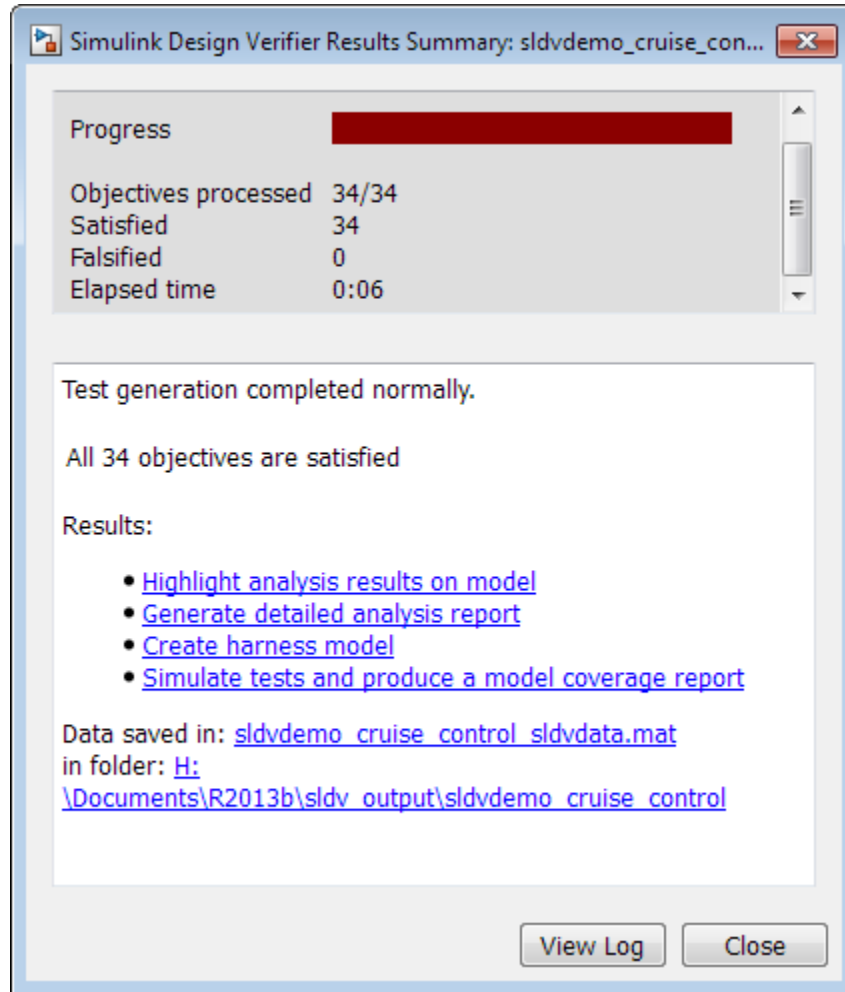 Simulink Design Verifier Results Summary: sldvdemo_cruise_con...
Progress
Objectives processed 34/34
Satisfied 34
Falsified 0
Elapsed time 0:06
Test generation completed normally.
All 34 objectives are satisfied
Results:
• Highlight analysis results on model
• Generate detailed analysis report
• Create harness model
• Simulate tests and produce a model coverage report
Data saved in: sldvdemo_cruise_control_sldvdata.mat
in folder: H:
\Documents\R2013b\sldv_output\sldvdemo_cruise_control
View Log Close